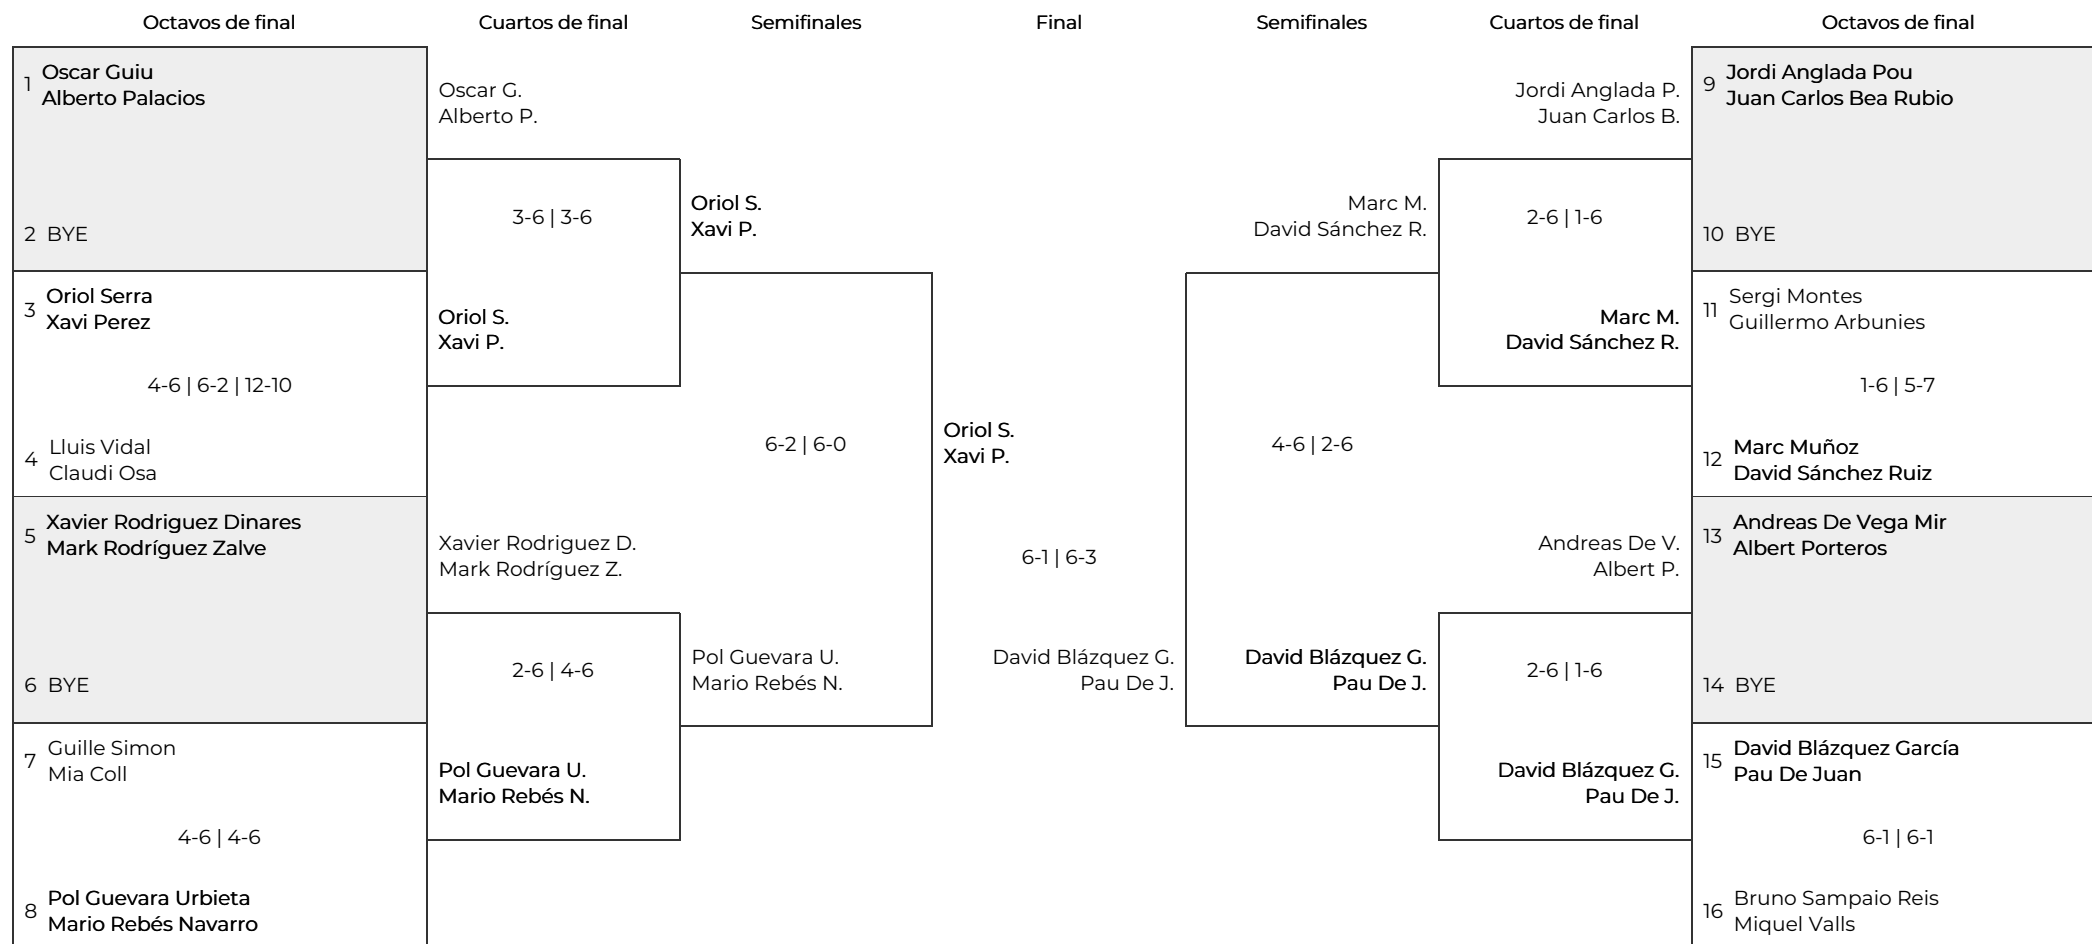 Octavos de final
Cuartos de final
Semifinales
Final
Semifinales
Cuartos de final
Octavos de final
1
Oscar Guiu
Alberto Palacios
2 BYE
3
Oriol Serra
Xavi Perez
4-6 | 6-2 | 12-10
4
Lluis Vidal
Claudi Osa
5
Xavier Rodriguez Dinares
Mark Rodríguez Zalve
6 BYE
7
Guille Simon
Mia Coll
4-6 | 4-6
8
Pol Guevara Urbieta
Mario Rebés Navarro
Oscar G.
Alberto P.
3-6 | 3-6
Oriol S.
Xavi P.
Xavier Rodriguez D.
Mark Rodríguez Z.
2-6 | 4-6
Pol Guevara U.
Mario Rebés N.
Oriol S.
Xavi P.
6-2 | 6-0
Pol Guevara U.
Mario Rebés N.
Oriol S.
Xavi P.
6-1 | 6-3
David Blázquez G.
Pau De J.
Marc M.
David Sánchez R.
4-6 | 2-6
David Blázquez G.
Pau De J.
Jordi Anglada P.
Juan Carlos B.
2-6 | 1-6
Marc M.
David Sánchez R.
Andreas De V.
Albert P.
2-6 | 1-6
David Blázquez G.
Pau De J.
9
Jordi Anglada Pou
Juan Carlos Bea Rubio
10 BYE
11
Sergi Montes
Guillermo Arbunies
1-6 | 5-7
12
Marc Muñoz
David Sánchez Ruiz
13
Andreas De Vega Mir
Albert Porteros
14 BYE
15
David Blázquez García
Pau De Juan
6-1 | 6-1
16
Bruno Sampaio Reis
Miquel Valls